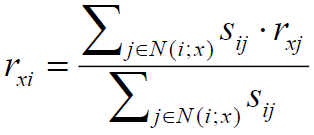 $$r_{xi} = \frac{\sum_{j \in N(i;x)} s_{ij} \cdot r_{xj}}{\sum_{j \in N(i;x)} s_{ij}}$$